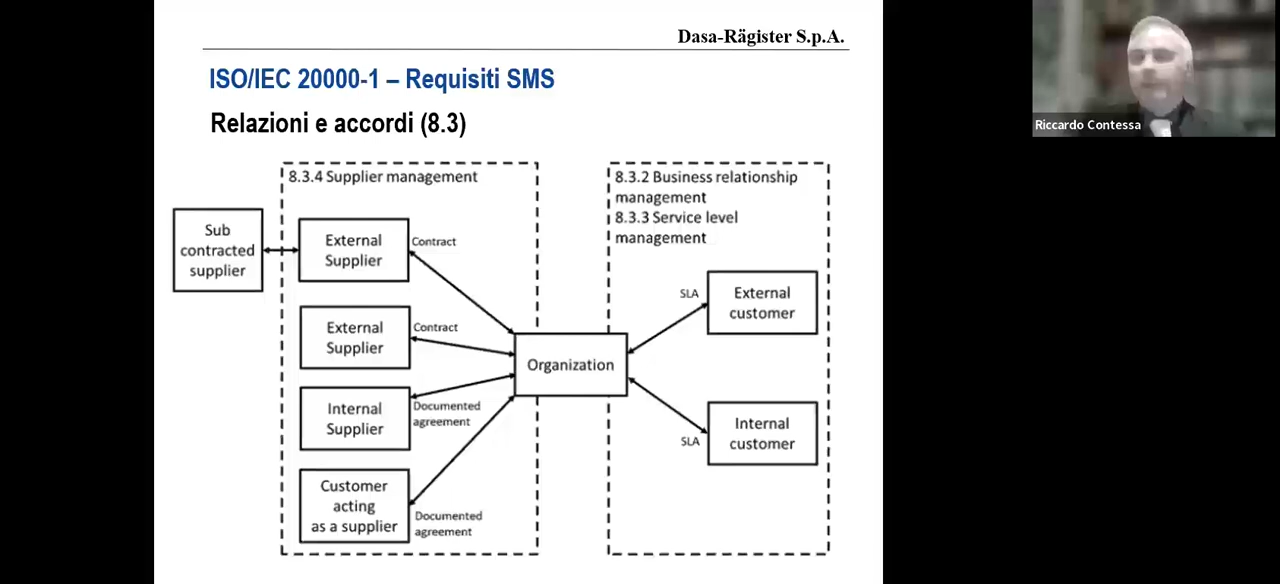 Dasa-Rägister S.p.A.
ISO/IEC 20000-1 – Requisiti SMS
Relazioni e accordi (8.3)
8.3.4 Supplier management
Sub
contracted
supplier
External
Supplier
Contract
External
Supplier
Contract
Internal
Supplier
Documented
agreement
Customer
acting
as a supplier
Documented
agreement
Organization
8.3.2 Business relationship
management
8.3.3 Service level
management
SLA
External
customer
Internal
customer
SLA
Riccardo Contessa